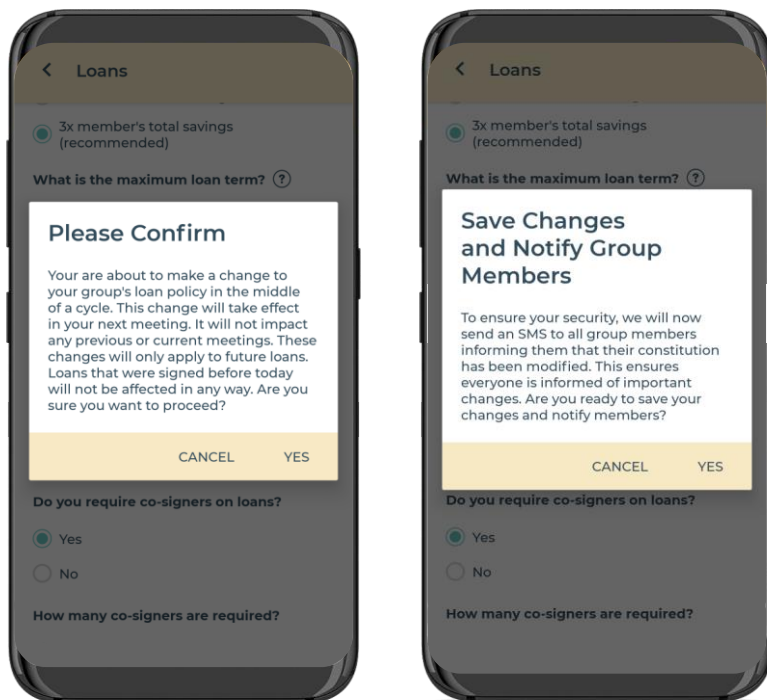 Loans
3x member's total savings
(recommended)
What is the maximum loan term? ?
Please Confirm
Your are about to make a change to
your group's loan policy in the middle
of a cycle. This change will take effect
in your next meeting. It will not impact
any previous or current meetings. These
changes will only apply to future loans.
Loans that were signed before today
will not be affected in any way. Are you
sure you want to proceed?
CANCEL YES
Do you require co-signers on loans?
Yes
No
How many co-signers are required?
Loans
3x member's total savings
(recommended)
What is the maximum loan term? ?
Save Changes
and Notify Group
Members
To ensure your security, we will now
send an SMS to all group members
informing them that their constitution
has been modified. This ensures
everyone is informed of important
changes. Are you ready to save your
changes and notify members?
CANCEL YES
Do you require co-signers on loans?
Yes
No
How many co-signers are required?